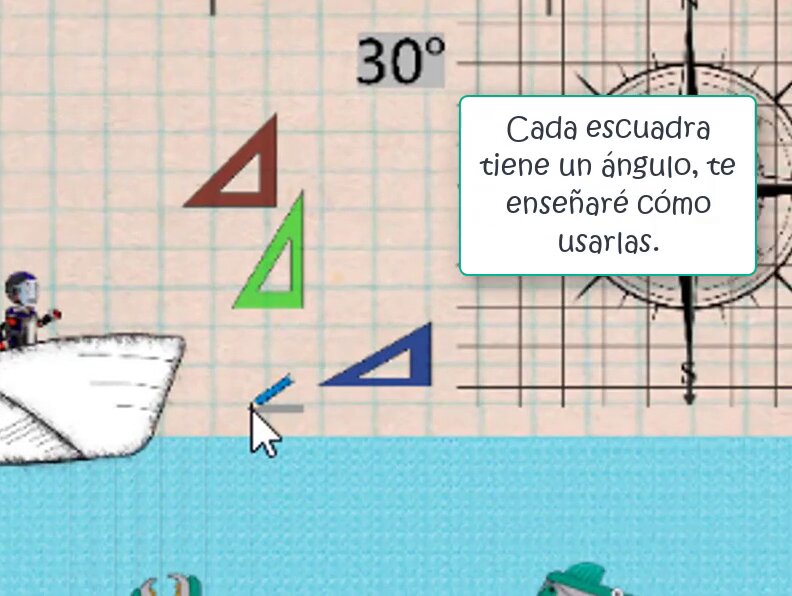 N
30°
Cada escuadra
tiene un ángulo, te
enseñaré cómo
usarlas.
S